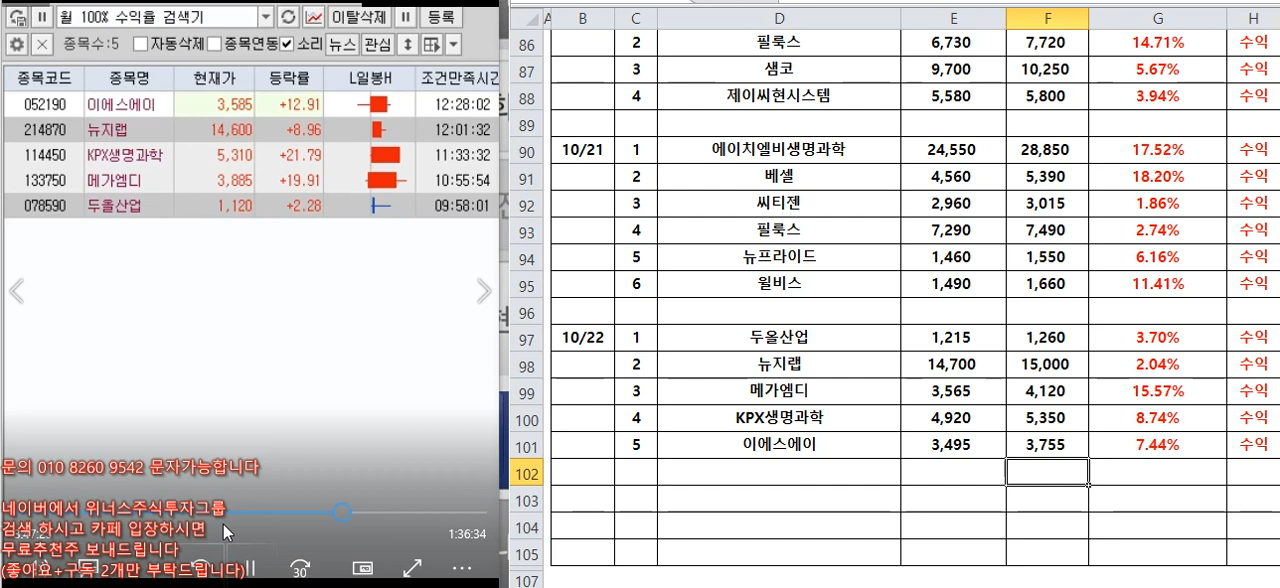 월 100% 수익율 검색기 이탈삭제 등록
종목수:5 자동삭제 종목연동 소리 뉴스 관심
종목코드 종목명 현재가 등락률 L일봉H 조건만족시간
052190 이에스에이 3,585 +12.91 12:28:02
214870 뉴지랩 14,600 +8.96 12:01:32
114450 KPX생명과학 5,310 +21.79 11:33:32
133750 메가엠디 3,885 +19.91 10:55:54
078590 두올산업 1,120 +2.28 09:58:01
문의 010 8260 9542 문자가능합니다
네이버에서 위너스주식투자그룹
검색 하시고 카페 입장하시면
무료추천주 보내드립니다
(좋아요+구독 2개만 부탁드립니다)
1:36:34
30
A B C D E F G H
86 2 필룩스 6,730 7,720 14.71% 수익
87 3 샘코 9,700 10,250 5.67% 수익
88 4 제이씨현시스템 5,580 5,800 3.94% 수익
89
90 10/21 1 에이치엘비생명과학 24,550 28,850 17.52% 수익
91 2 베셀 4,560 5,390 18.20% 수익
92 3 씨티젠 2,960 3,015 1.86% 수익
93 4 필룩스 7,290 7,490 2.74% 수익
94 5 뉴프라이드 1,460 1,550 6.16% 수익
95 6 윌비스 1,490 1,660 11.41% 수익
96
97 10/22 1 두올산업 1,215 1,260 3.70% 수익
98 2 뉴지랩 14,700 15,000 2.04% 수익
99 3 메가엠디 3,565 4,120 15.57% 수익
100 4 KPX생명과학 4,920 5,350 8.74% 수익
101 5 이에스에이 3,495 3,755 7.44% 수익
102
103
104
105
107